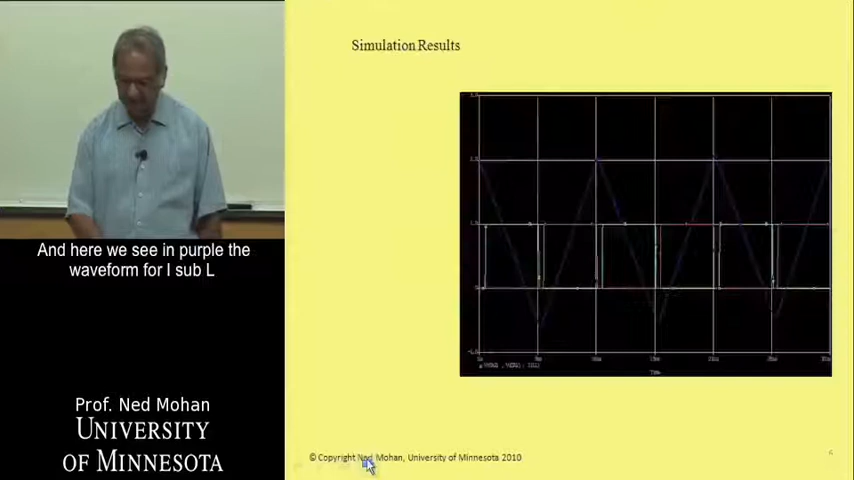 Simulation Results
And here we see in purple the
waveform for I sub L
Prof. Ned Mohan
UNIVERSITY
OF MINNESOTA
© Copyright Ned Mohan, University of Minnesota 2010
6